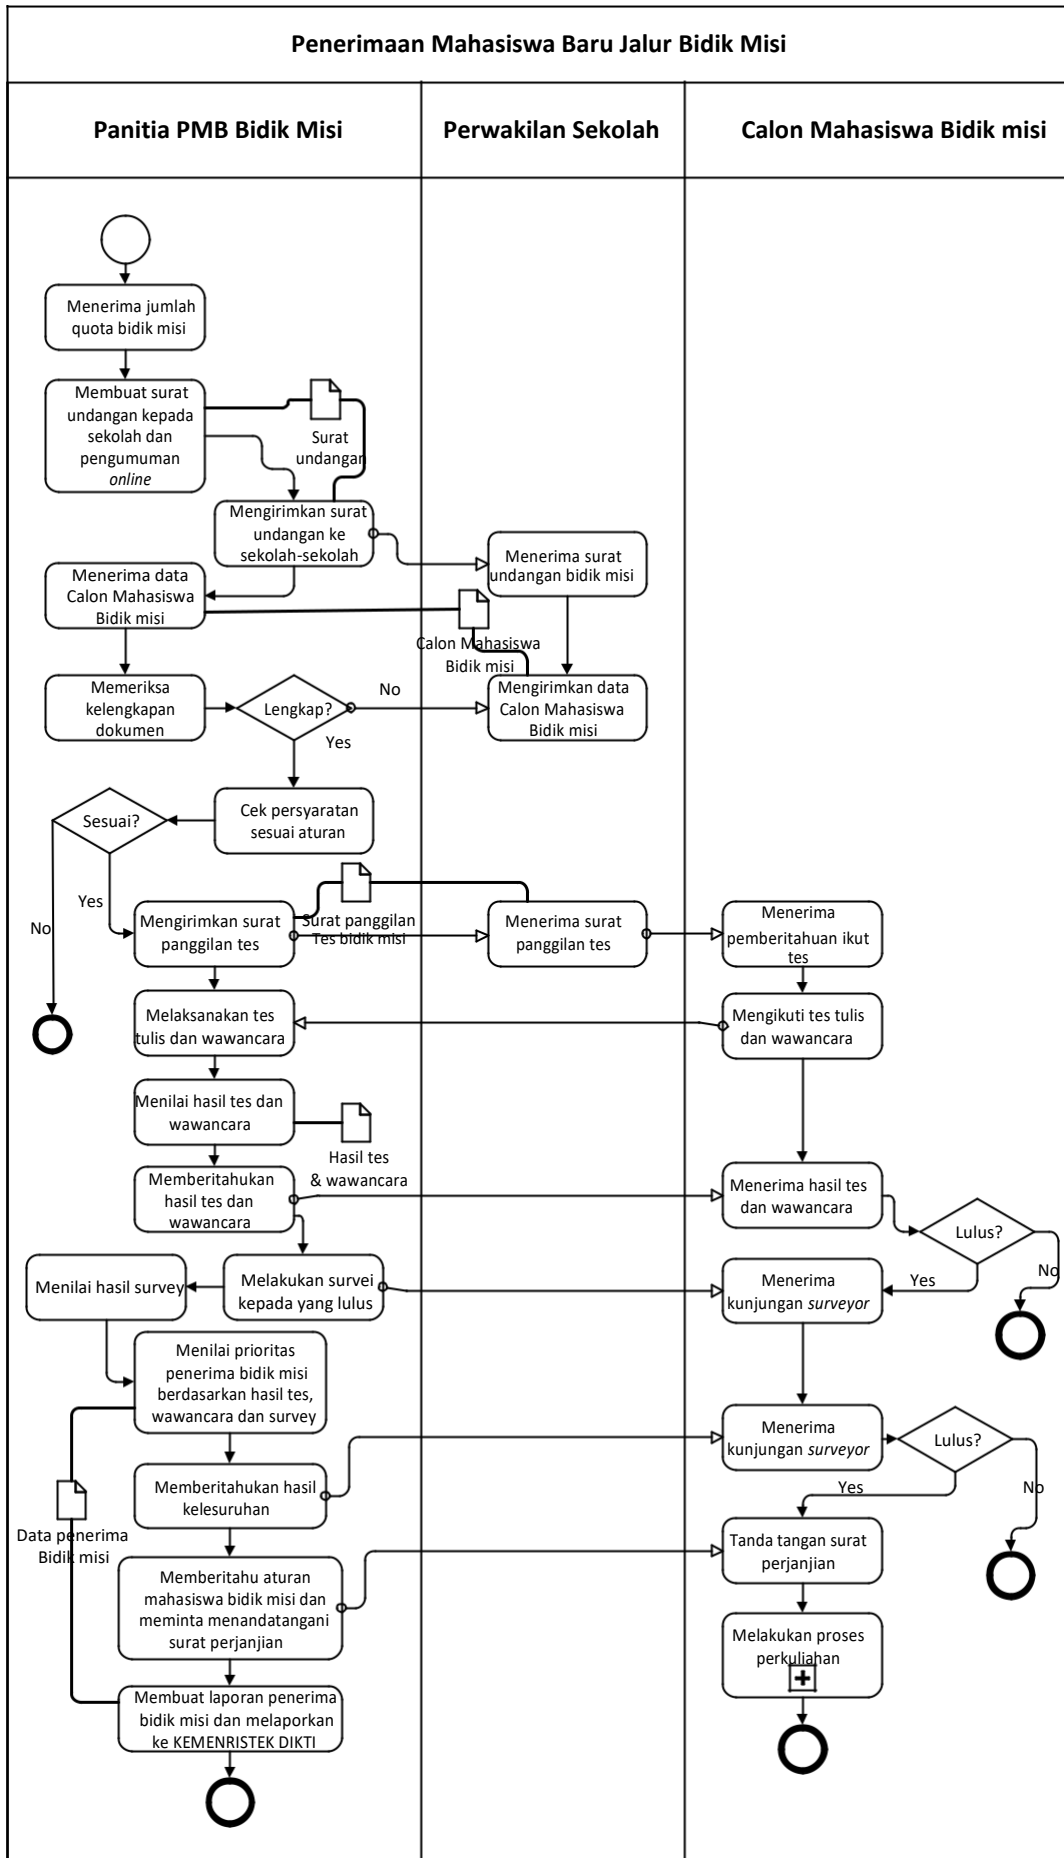 Penerimaan Mahasiswa Baru Jalur Bidik Misi
Panitia PMB Bidik Misi
Perwakilan Sekolah
Calon Mahasiswa Bidik misi
Menerima jumlah
quota bidik misi
Membuat surat
undangan kepada
sekolah dan
pengumuman
online
Surat
undangan
Mengirimkan surat
undangan ke
sekolah-sekolah
Menerima surat
undangan bidik misi
Menerima data
Calon Mahasiswa
Bidik misi
Calon Mahasiswa
Bidik misi
Memeriksa
kelengkapan
dokumen
Lengkap?
No
Yes
Mengirimkan data
Calon Mahasiswa
Bidik misi
Cek persyaratan
sesuai aturan
Sesuai?
Yes
No
Mengirimkan surat
panggilan tes
Surat panggilan
Tes bidik misi
Menerima surat
panggilan tes
Menerima
pemberitahuan ikut
tes
Melaksanakan tes
tulis dan wawancara
Mengikuti tes tulis
dan wawancara
Menilai hasil tes dan
wawancara
Hasil tes
& wawancara
Memberitahukan
hasil tes dan
wawancara
Menerima hasil tes
dan wawancara
Lulus?
No
Yes
Menilai hasil survey
Melakukan survei
kepada yang lulus
Menerima
kunjungan surveyor
Menilai prioritas
penerima bidik misi
berdasarkan hasil tes,
wawancara dan survey
Menerima
kunjungan surveyor
Lulus?
Yes
No
Memberitahukan hasil
kelesuruhan
Data penerima
Bidik misi
Tanda tangan surat
perjanjian
Memberitahu aturan
mahasiswa bidik misi dan
meminta menandatangani
surat perjanjian
Melakukan proses
perkuliahan
Membuat laporan penerima
bidik misi dan melaporkan
ke KEMENRISTEK DIKTI